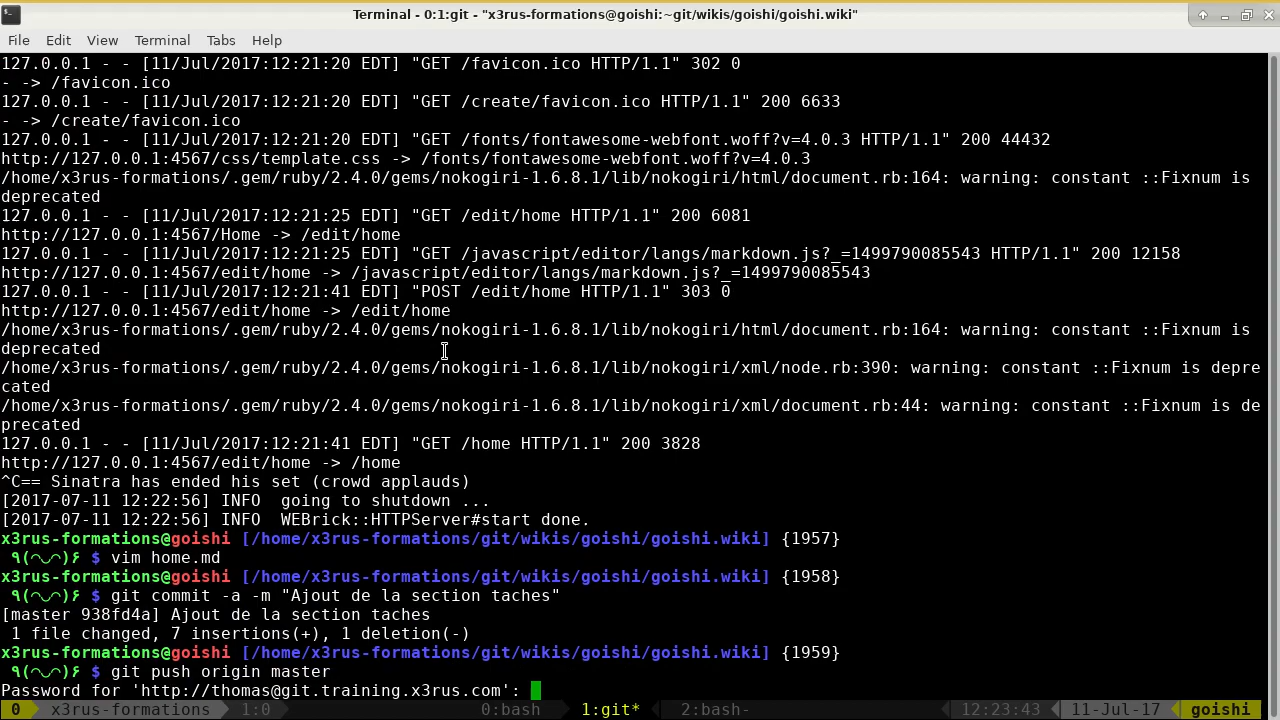 Terminal - 0:1:git - "x3rus-formations@goishi:~git/wikis/goishi/goishi.wiki"
File Edit View Terminal Tabs Help
127.0.0.1 - - [11/Jul/2017:12:21:20 EDT] "GET /favicon.ico HTTP/1.1" 302 0
- -> /favicon.ico
127.0.0.1 - - [11/Jul/2017:12:21:20 EDT] "GET /create/favicon.ico HTTP/1.1" 200 6633
- -> /create/favicon.ico
127.0.0.1 - - [11/Jul/2017:12:21:20 EDT] "GET /fonts/fontawesome-webfont.woff?v=4.0.3 HTTP/1.1" 200 44432
http://127.0.0.1:4567/css/template.css -> /fonts/fontawesome-webfont.woff?v=4.0.3
/home/x3rus-formations/.gem/ruby/2.4.0/gems/nokogiri-1.6.8.1/lib/nokogiri/html/document.rb:164: warning: constant ::Fixnum is
deprecated
127.0.0.1 - - [11/Jul/2017:12:21:25 EDT] "GET /edit/home HTTP/1.1" 200 6081
http://127.0.0.1:4567/Home -> /edit/home
127.0.0.1 - - [11/Jul/2017:12:21:25 EDT] "GET /javascript/editor/langs/markdown.js?_=1499790085543 HTTP/1.1" 200 12158
http://127.0.0.1:4567/edit/home -> /javascript/editor/langs/markdown.js?_=1499790085543
127.0.0.1 - - [11/Jul/2017:12:21:41 EDT] "POST /edit/home HTTP/1.1" 303 0
http://127.0.0.1:4567/edit/home -> /edit/home
/home/x3rus-formations/.gem/ruby/2.4.0/gems/nokogiri-1.6.8.1/lib/nokogiri/html/document.rb:164: warning: constant ::Fixnum is
deprecated
/home/x3rus-formations/.gem/ruby/2.4.0/gems/nokogiri-1.6.8.1/lib/nokogiri/xml/node.rb:390: warning: constant ::Fixnum is depre
cated
/home/x3rus-formations/.gem/ruby/2.4.0/gems/nokogiri-1.6.8.1/lib/nokogiri/xml/document.rb:44: warning: constant ::Fixnum is de
precated
127.0.0.1 - - [11/Jul/2017:12:21:41 EDT] "GET /home HTTP/1.1" 200 3828
http://127.0.0.1:4567/edit/home -> /home
^C== Sinatra has ended his set (crowd applauds)
[2017-07-11 12:22:56] INFO  going to shutdown ...
[2017-07-11 12:22:56] INFO  WEBrick::HTTPServer#start done.
x3rus-formations@goishi [/home/x3rus-formations/git/wikis/goishi/goishi.wiki] {1957}
٩(◠◡◠)۶ $ vim home.md
x3rus-formations@goishi [/home/x3rus-formations/git/wikis/goishi/goishi.wiki] {1958}
٩(◠◡◠)۶ $ git commit -a -m "Ajout de la section taches"
[master 938fd4a] Ajout de la section taches
1 file changed, 7 insertions(+), 1 deletion(-)
x3rus-formations@goishi [/home/x3rus-formations/git/wikis/goishi/goishi.wiki] {1959}
٩(◠◡◠)۶ $ git push origin master
Password for 'http://thomas@git.training.x3rus.com':
0 x3rus-formations 1:0 0:bash 1:git* 2:bash- 12:23:43 11-Jul-17 goishi